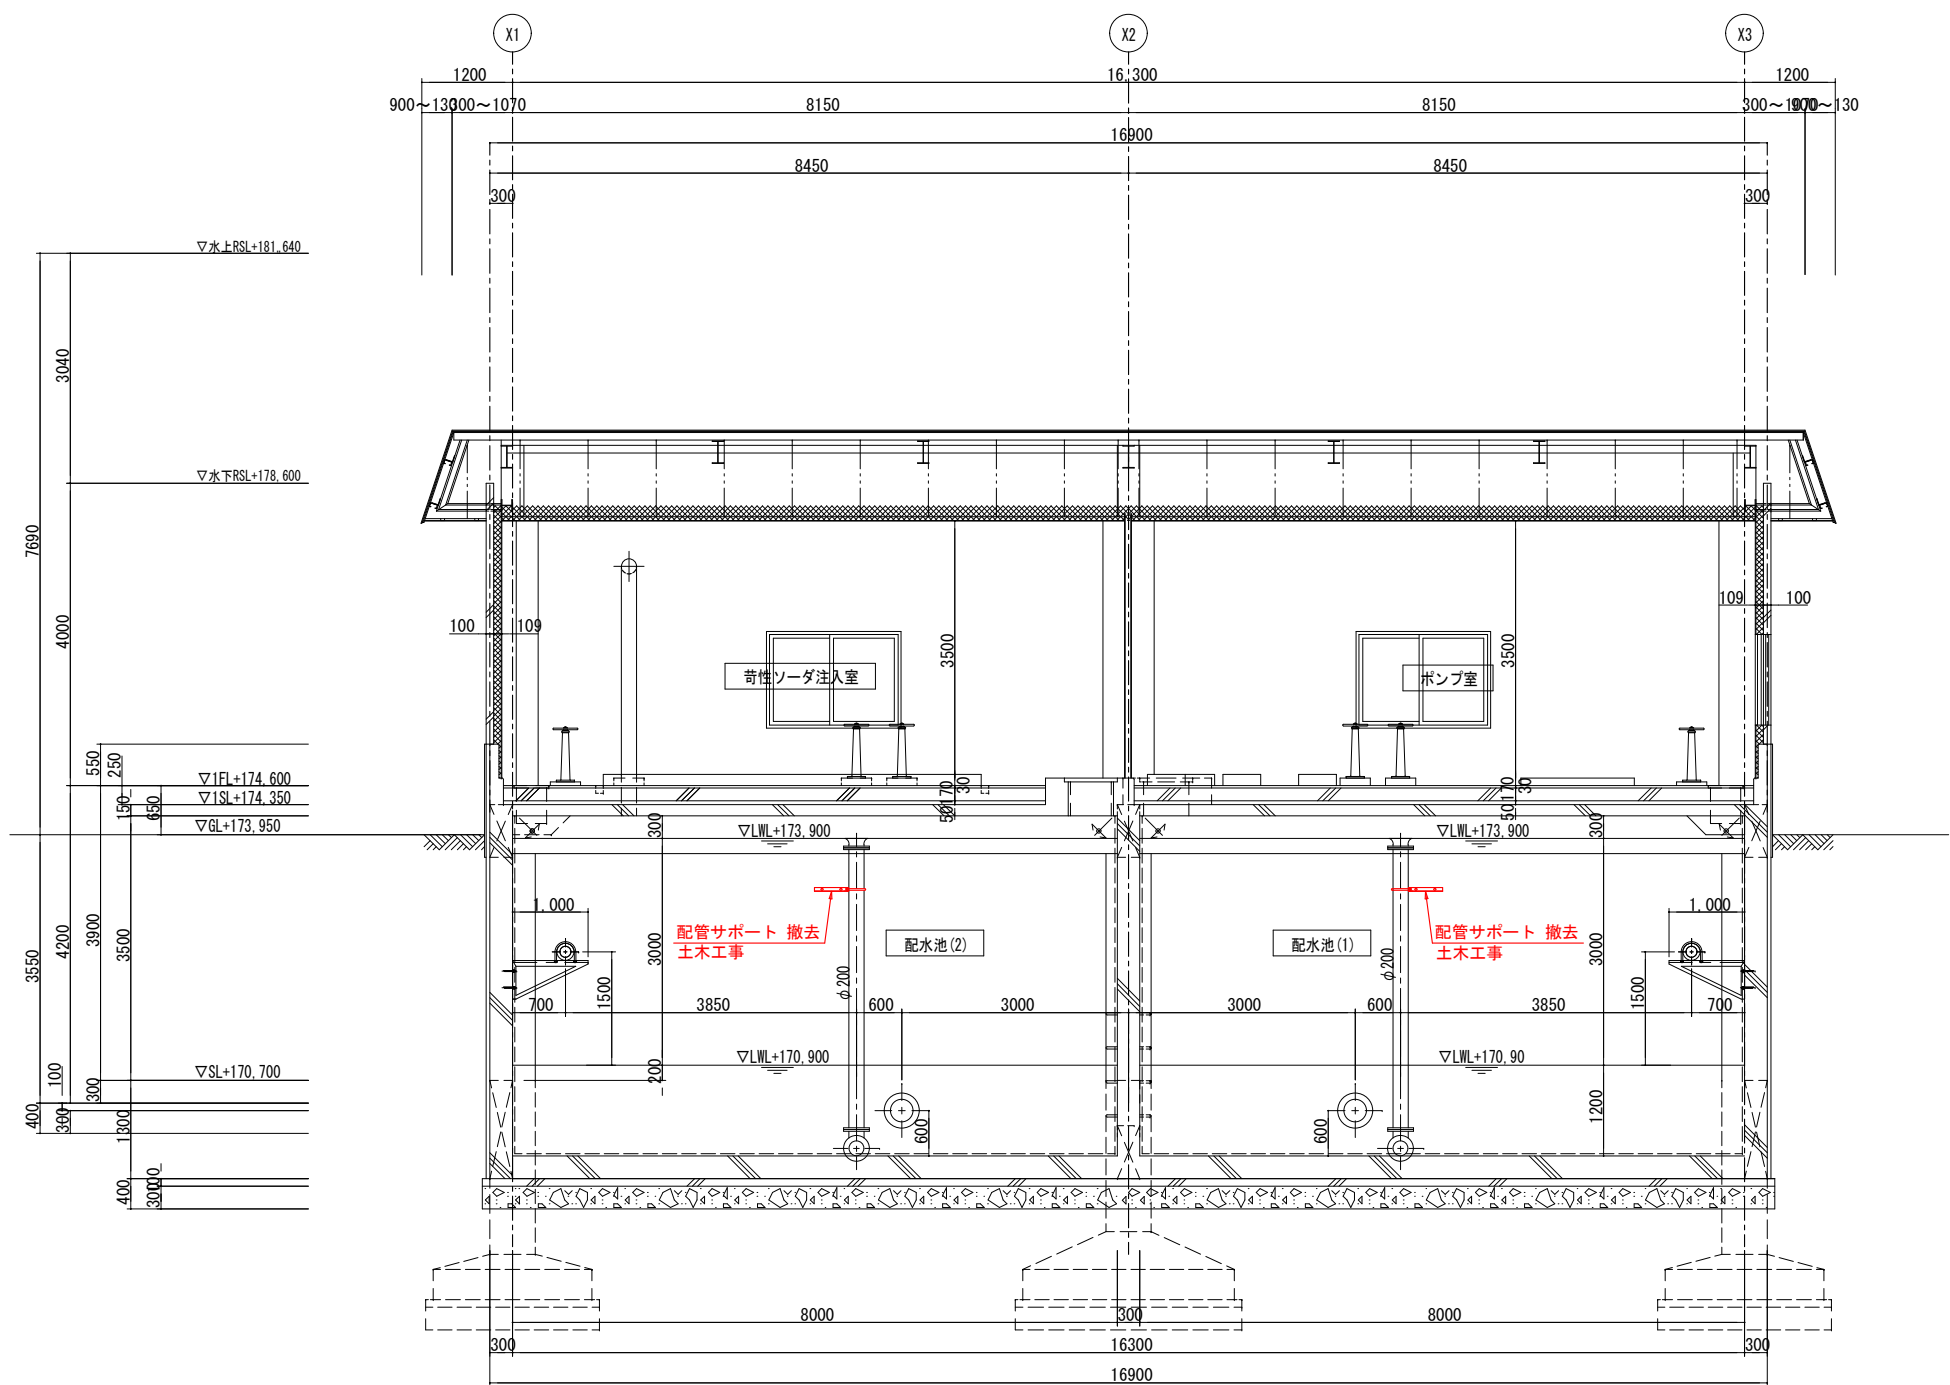 X1 X2 X3
1200 16,300 1200
900～130 300～1070 8150 8150 300～1070 900～130
16900
8450 8450
300 300
▽水上RSL+181,640
3040
▽水下RSL+178,600
7690
4000
100 109 3500 3500 109 100
苛性ソーダ注入室 ポンプ室
550 250
▽1FL+174,600
▽1SL+174,350
150 650
▽GL+173,950
50 170 30 50 170 30
300 ▽LWL+173,900 ▽LWL+173,900 300
1,000 1,000
配管サポート 撤去
土木工事
配水池(2) 配水池(1)
配管サポート 撤去
土木工事
3550 4200 3900 3500
3000 φ200 φ200 3000
1500 1500
700 3850 600 3000 3000 600 3850 700
▽LWL+170,900 ▽LWL+170,90
▽SL+170,700
100 300 200
400 300 1300
600 600 1200
400 300 100
8000 300 8000
300 16300 300
16900